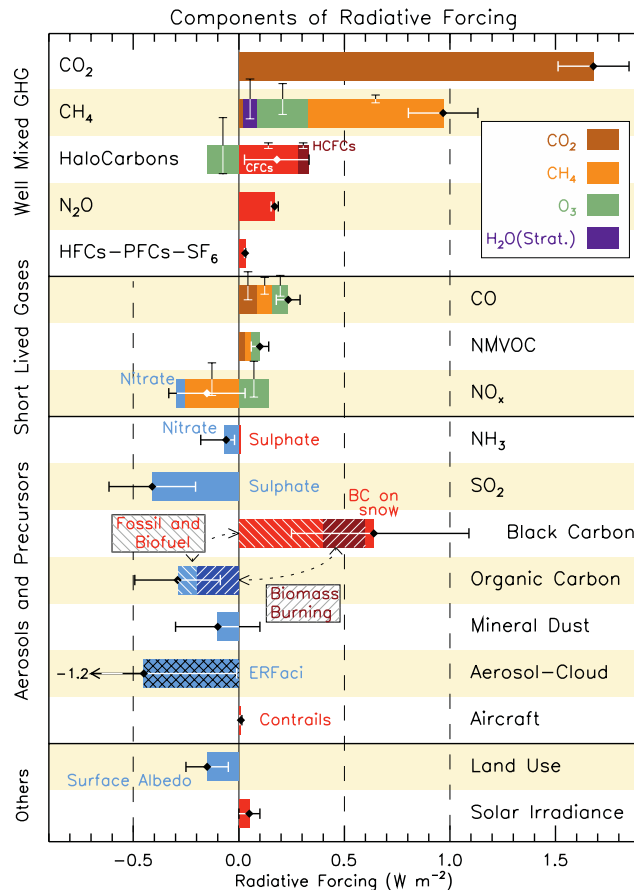 Components of Radiative Forcing
Well Mixed GHG
CO₂
CH₄
HaloCarbons
CFCs
HCFCs
N₂O
HFCs–PFCs–SF₆
CO₂
CH₄
O₃
H₂O(Strat.)
Short Lived Gases
CO
NMVOC
Nitrate
NOₓ
Aerosols and Precursors
Nitrate
Sulphate
NH₃
Sulphate
SO₂
BC on
snow
Fossil and
Biofuel
Black Carbon
Organic Carbon
Biomass
Burning
Mineral Dust
-1.2
ERFaci
Aerosol–Cloud
Contrails
Aircraft
Others
Surface Albedo
Land Use
Solar Irradiance
-0.5 0.0 0.5 1.0 1.5
Radiative Forcing (W m⁻²)